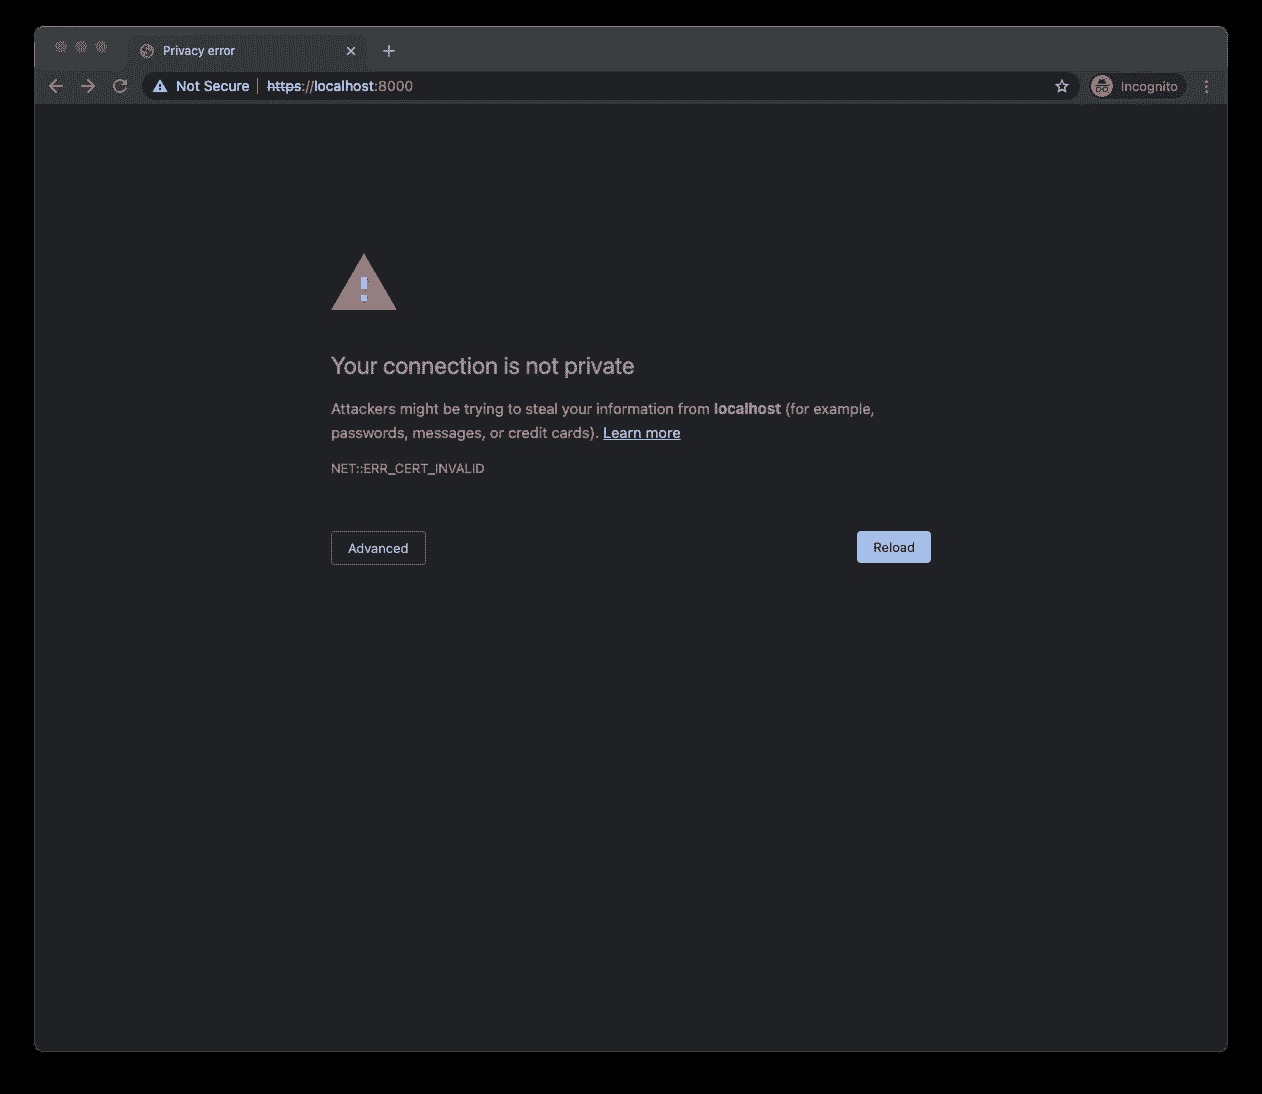 Privacy error
Not Secure https://localhost:8000
Incognito
Your connection is not private
Attackers might be trying to steal your information from localhost (for example,
passwords, messages, or credit cards). Learn more
NET::ERR_CERT_INVALID
Advanced
Reload